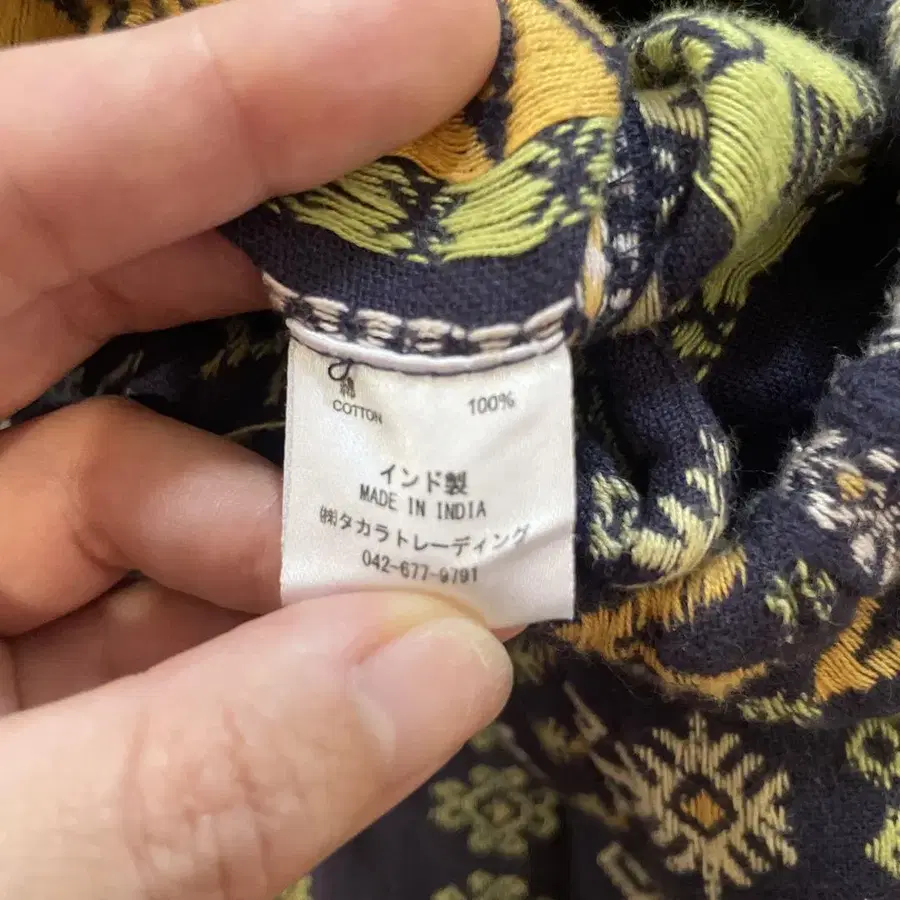 綿
COTTON 100%
インド製
MADE IN INDIA
㈱タカラトレーディング
042-677-9791